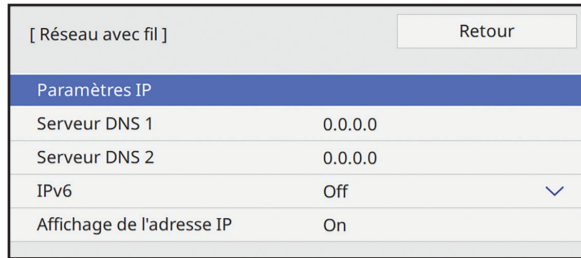 [ Réseau avec fil ]
Retour
Paramètres IP
Serveur DNS 1 0.0.0.0
Serveur DNS 2 0.0.0.0
IPv6 Off
Affichage de l'adresse IP On